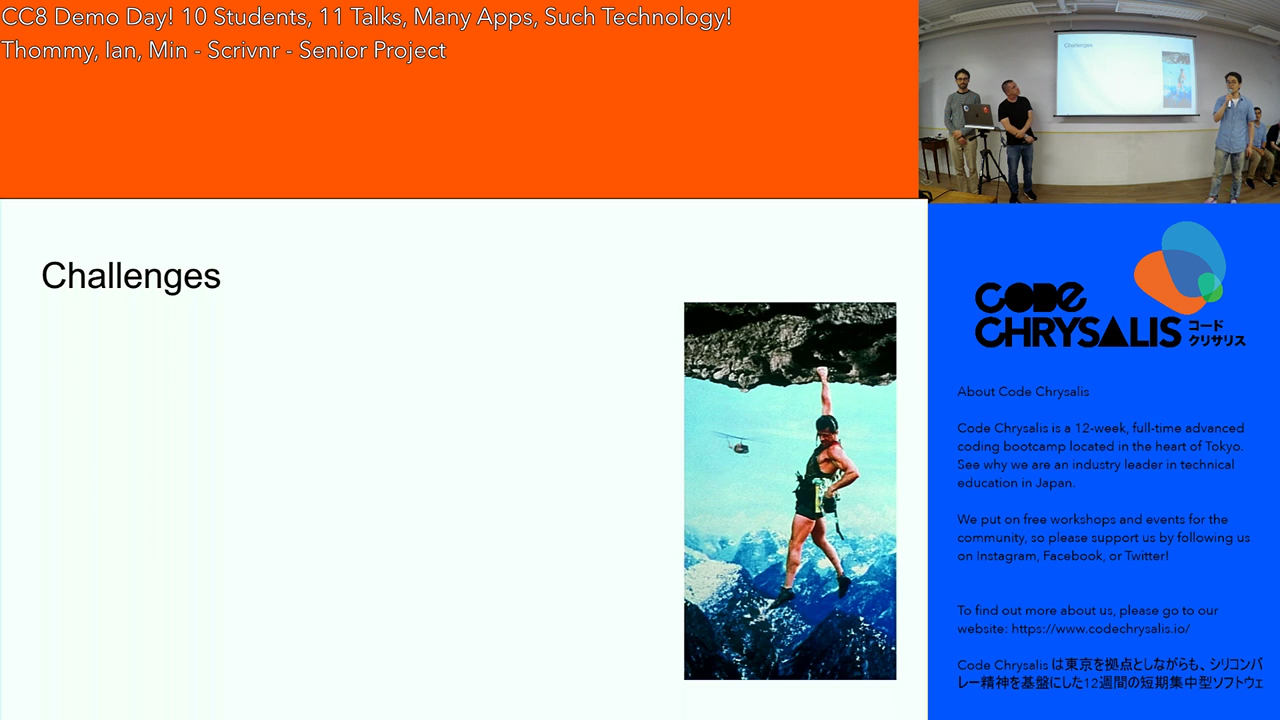 CC8 Demo Day! 10 Students, 11 Talks, Many Apps, Such Technology!
Thommy, Ian, Min - Scrivnr - Senior Project
Challenges
Challenges
CODE
CHRYSALIS コード
クリサリス
About Code Chrysalis
Code Chrysalis is a 12-week, full-time advanced
coding bootcamp located in the heart of Tokyo.
See why we are an industry leader in technical
education in Japan.
We put on free workshops and events for the
community, so please support us by following us
on Instagram, Facebook, or Twitter!
To find out more about us, please go to our
website: https://www.codechrysalis.io/
Code Chrysalis は東京を拠点としながらも、シリコンバ
レー精神を基盤にした12週間の短期集中型ソフトウェ